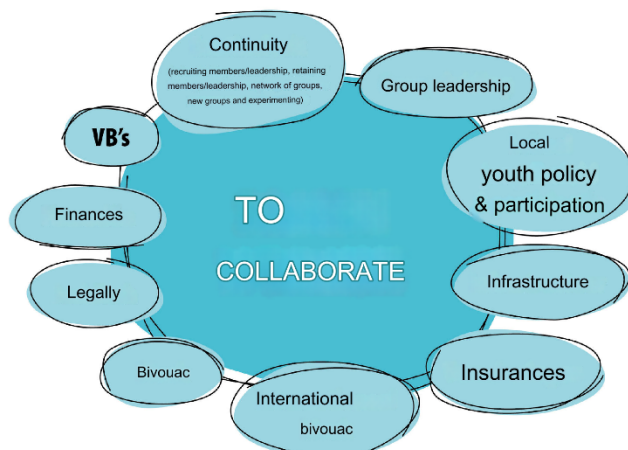 Continuity
(recruiting members/leadership, retaining
members/leadership, network of groups,
new groups and experimenting)
Group leadership
VB's
Local
youth policy
& participation
Finances
TO
COLLABORATE
Infrastructure
Legally
Bivouac
Insurances
International
bivouac